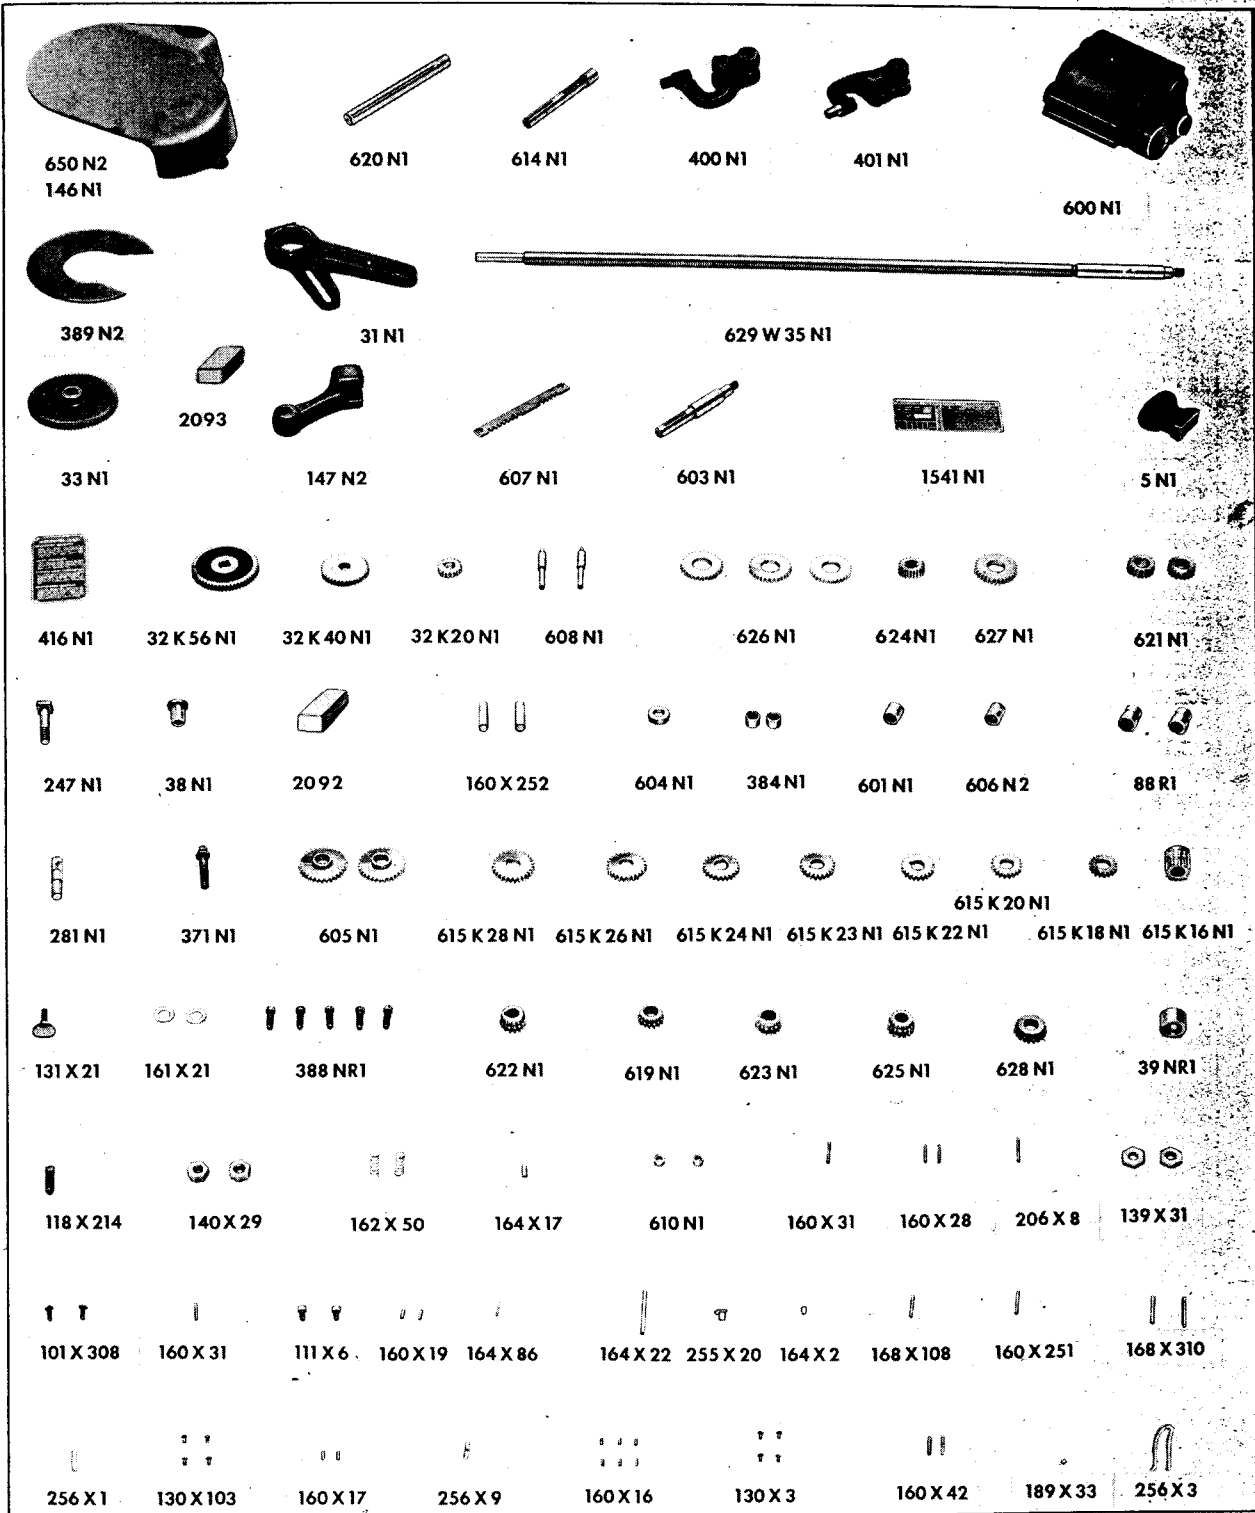 650 N2
146 N1
620 N1
614 N1
400 N1
401 N1
600 N1
389 N2
31 N1
629 W 35 N1
33 N1
2093
147 N2
607 N1
603 N1
1541 N1
5 N1
416 N1
32 K 56 N1
32 K 40 N1
32 K 20 N1
608 N1
626 N1
624 N1
627 N1
621 N1
247 N1
38 N1
2092
160 X 252
604 N1
384 N1
601 N1
606 N2
88 R1
281 N1
371 N1
605 N1
615 K 28 N1
615 K 26 N1
615 K 24 N1
615 K 23 N1
615 K 22 N1
615 K 20 N1
615 K 18 N1
615 K 16 N1
131 X 21
161 X 21
388 NR1
622 N1
619 N1
623 N1
625 N1
628 N1
39 NR1
118 X 214
140 X 29
162 X 50
164 X 17
610 N1
160 X 31
160 X 28
206 X 8
139 X 31
101 X 308
160 X 31
111 X 6
160 X 19
164 X 86
164 X 22
255 X 20
164 X 2
168 X 108
160 X 251
168 X 310
256 X 1
130 X 103
160 X 17
256 X 9
160 X 16
130 X 3
160 X 42
189 X 33
256 X 3